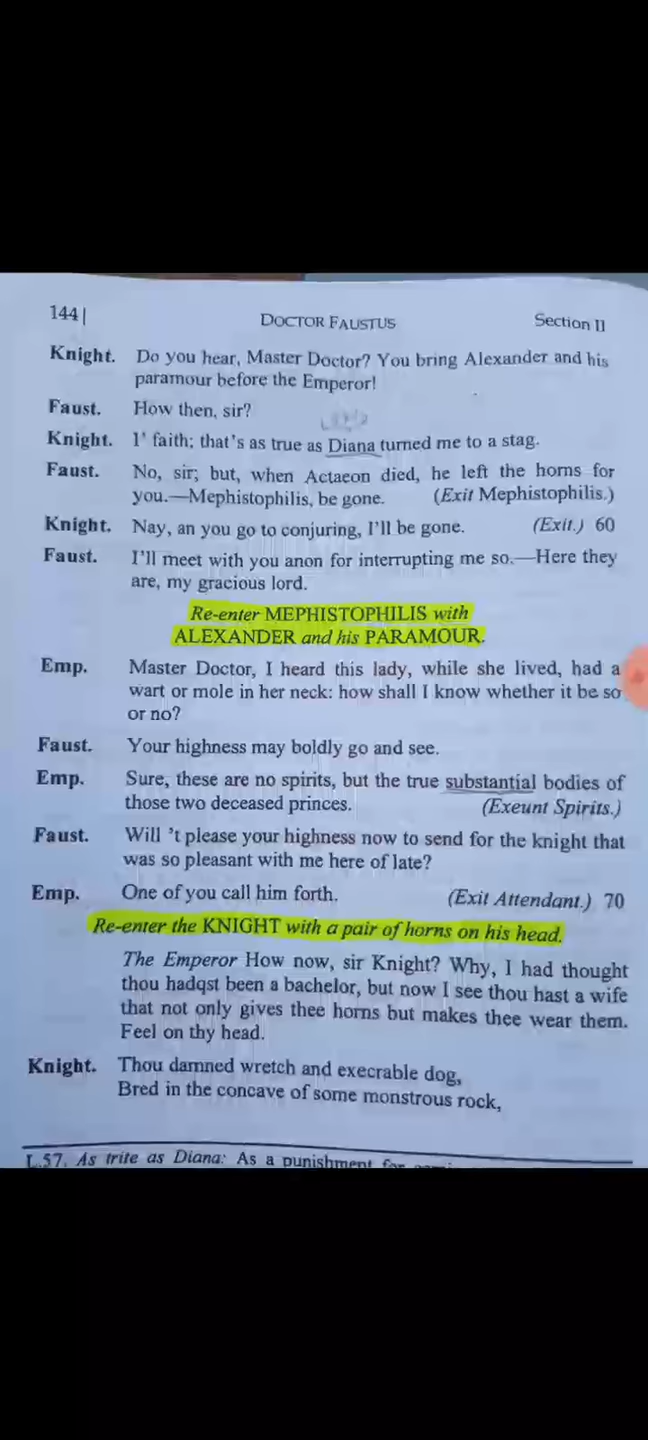 144|
DOCTOR FAUSTUS
Section II
Knight. Do you hear, Master Doctor? You bring Alexander and his
paramour before the Emperor!
Faust. How then, sir?
Knight. I' faith; that's as true as Diana turned me to a stag.
Faust. No, sir; but, when Actaeon died, he left the horns for
you.—Mephistophilis, be gone. (Exit Mephistophilis.)
Knight. Nay, an you go to conjuring, I'll be gone. (Exit.) 60
Faust. I'll meet with you anon for interrupting me so.—Here they
are, my gracious lord.
Re-enter MEPHISTOPHILIS with
ALEXANDER and his PARAMOUR.
Emp. Master Doctor, I heard this lady, while she lived, had a
wart or mole in her neck: how shall I know whether it be so
or no?
Faust. Your highness may boldly go and see.
Emp. Sure, these are no spirits, but the true substantial bodies of
those two deceased princes. (Exeunt Spirits.)
Faust. Will 't please your highness now to send for the knight that
was so pleasant with me here of late?
Emp. One of you call him forth. (Exit Attendant.) 70
Re-enter the KNIGHT with a pair of horns on his head.
The Emperor How now, sir Knight? Why, I had thought
thou hadqst been a bachelor, but now I see thou hast a wife
that not only gives thee horns but makes thee wear them.
Feel on thy head.
Knight. Thou damned wretch and execrable dog,
Bred in the concave of some monstrous rock,
L.57. As trite as Diana: As a punishment for